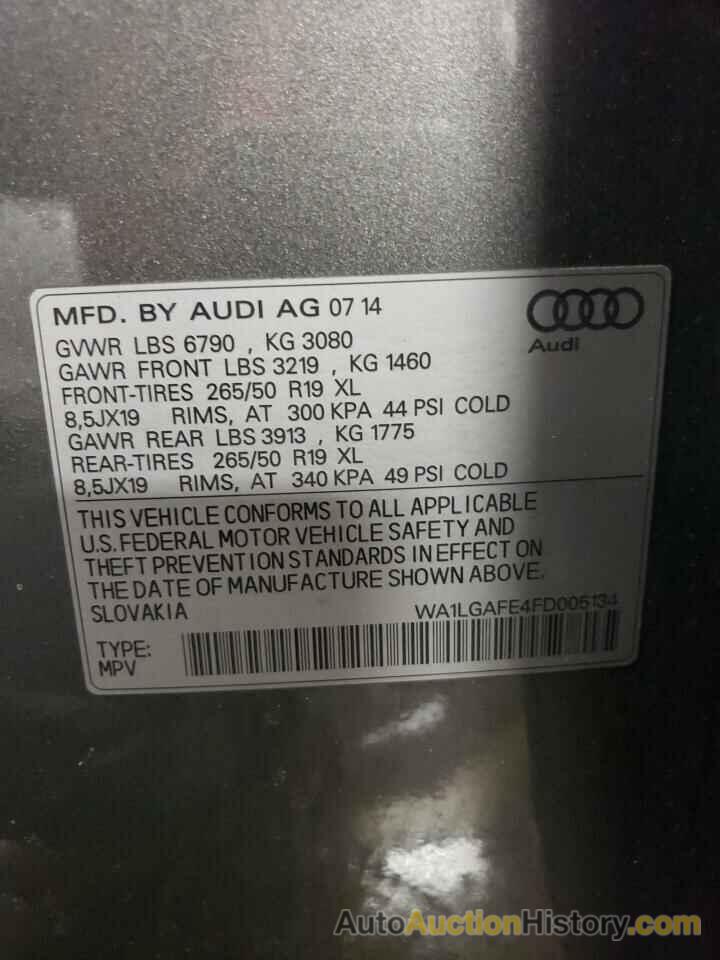 MFD. BY AUDI AG 07 14
Audi
GVWR LBS 6790 , KG 3080
GAWR FRONT LBS 3219 , KG 1460
FRONT-TIRES 265/50 R19 XL
8,5JX19 RIMS, AT 300 KPA 44 PSI COLD
GAWR REAR LBS 3913 , KG 1775
REAR-TIRES 265/50 R19 XL
8,5JX19 RIMS, AT 340 KPA 49 PSI COLD
THIS VEHICLE CONFORMS TO ALL APPLICABLE
U.S. FEDERAL MOTOR VEHICLE SAFETY AND
THEFT PREVENTION STANDARDS IN EFFECT ON
THE DATE OF MANUFACTURE SHOWN ABOVE.
SLOVAKIA WA1LGAFE4FD005134
TYPE:
MPV
AutoAuctionHistory.com